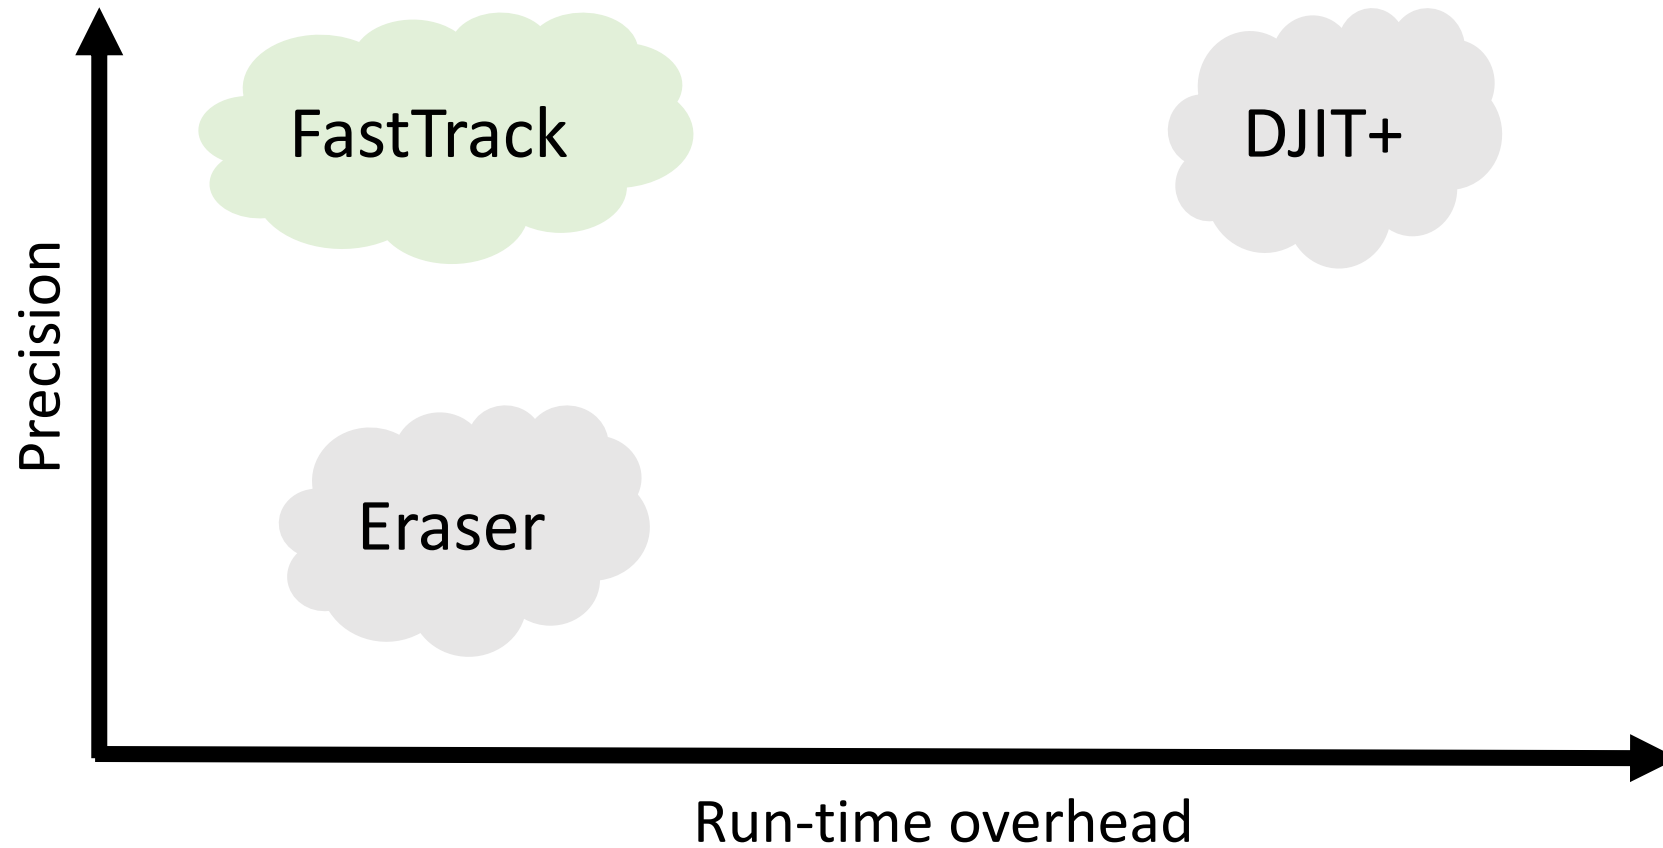 FastTrack
DJIT+
Precision
Eraser
Run-time overhead